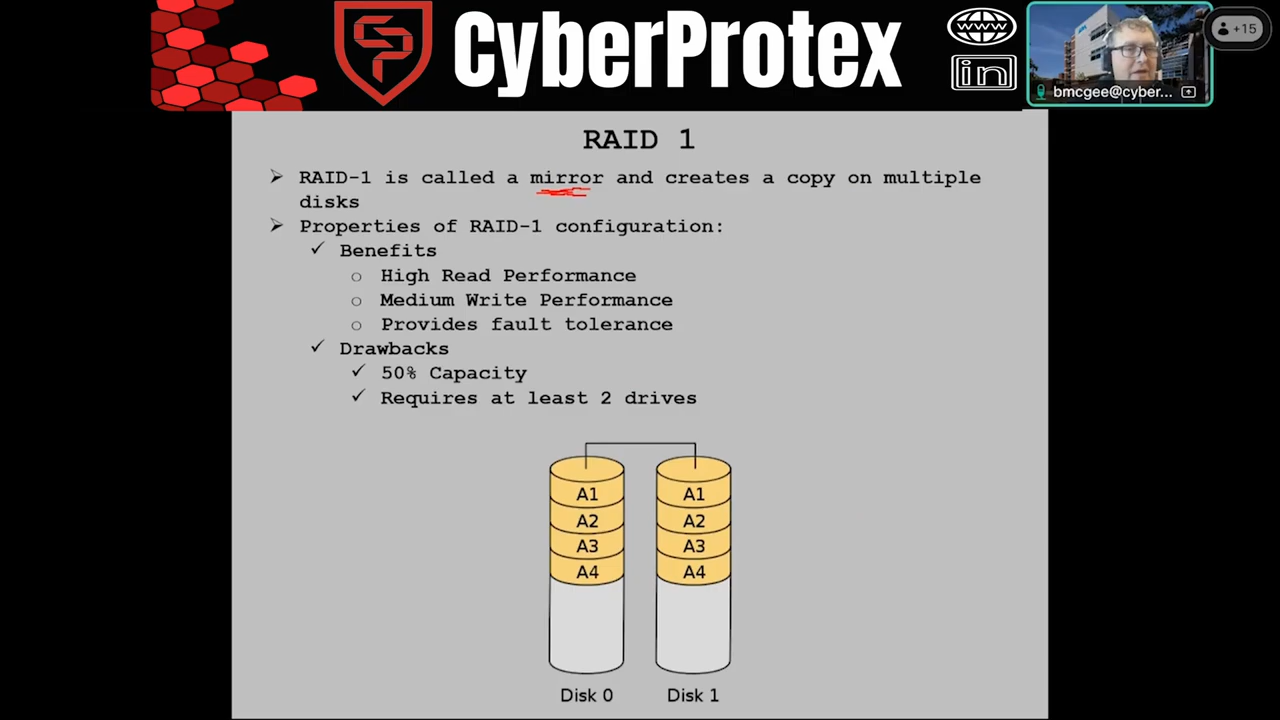 CyberProtex
WWW
in
bmcgee@cyber...
+15
RAID 1
RAID-1 is called a mirror and creates a copy on multiple
disks
Properties of RAID-1 configuration:
Benefits
High Read Performance
Medium Write Performance
Provides fault tolerance
Drawbacks
50% Capacity
Requires at least 2 drives
A1 A1
A2 A2
A3 A3
A4 A4
Disk 0 Disk 1